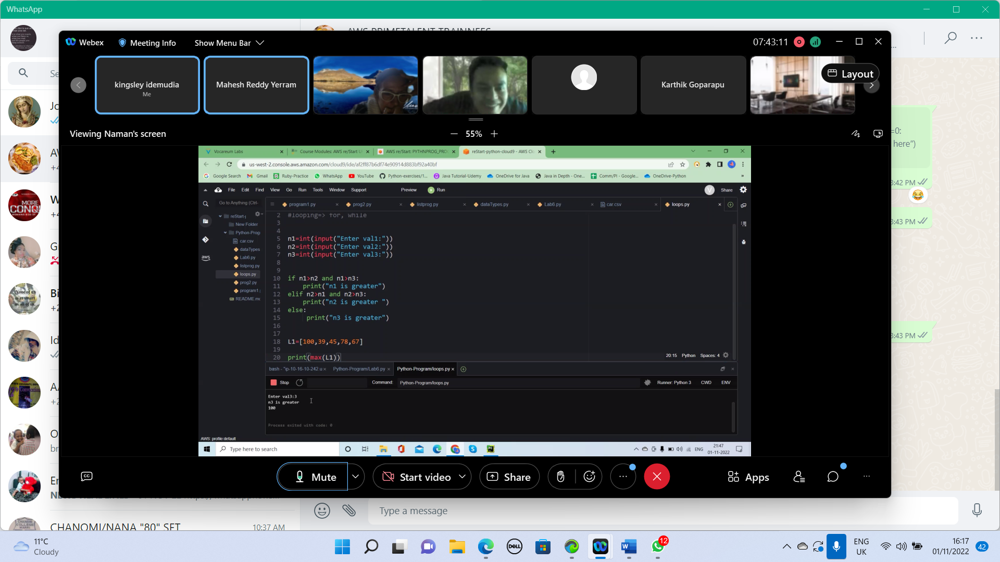 WhatsApp
Webex
Meeting Info
Show Menu Bar
07:43:11
kingsley idemudia
Me
Mahesh Reddy Yerram
Karthik Goparapu
Layout
Viewing Naman's screen
55%
Vocareum Labs
Course Modules: AWS re/Start U
AWS re/Start: PYTHNPROG_PRO
reStart-python-cloud9 - AWS Clo
us-west-2.console.aws.amazon.com/cloud9/ide/af2ff87b6df74e90914d883bf92a40bf
Google Search
Gmail
Ruby-Practice
WhatsApp
YouTube
Python-exercises/1...
Java Tutorial-Udemy
OneDrive for Java
Java in Depth - One...
Comm/PI - Google...
OneDrive-Python
File Edit Find View Go Run Tools Window Support Preview Run Share
V
Go to Anything (Ctrl-
program1.py
prog2.py
listprog.py
dataTypes.py
Lab6.py
car.csv
loops.py
reStart-p
New Folder
Python-Prog
car.csv
dataTypes
Lab6.py
listprog.py
loops.py
prog2.py
program1.
README.md
aws
2 #looping=> for, while
3
4
5 n1=int(input("Enter val1:"))
6 n2=int(input("Enter val2:"))
7 n3=int(input("Enter val3:"))
8
9
10 if n1>n2 and n1>n3:
11 print("n1 is greater")
12 elif n2>n1 and n2>n3:
13 print("n2 is greater ")
14 else:
15 print("n3 is greater")
16
17
18 L1=[100,39,45,78,67]
19
20 print(max(L1))
20:15 Python Spaces: 4
bash - "ip-10-16-10-242.u
Python-Program/Lab6.py
Python-Program/loops.py
Stop
Command:
Python-Program/loops.py
Runner: Python 3
CWD
ENV
Enter val3:3
n3 is greater
100
Process exited with code: 0
AWS: profile:default
Type here to search
ENG
21:47
01-11-2022
Mute
Start video
Share
Apps
=0:
here”)
3:42 PM
3:43 PM
3:43 PM
Se
CHANOMI/NANA "80" SET
10:37 AM
Type a message
11°C
Cloudy
DELL
12
ENG
UK
16:17
01/11/2022
42